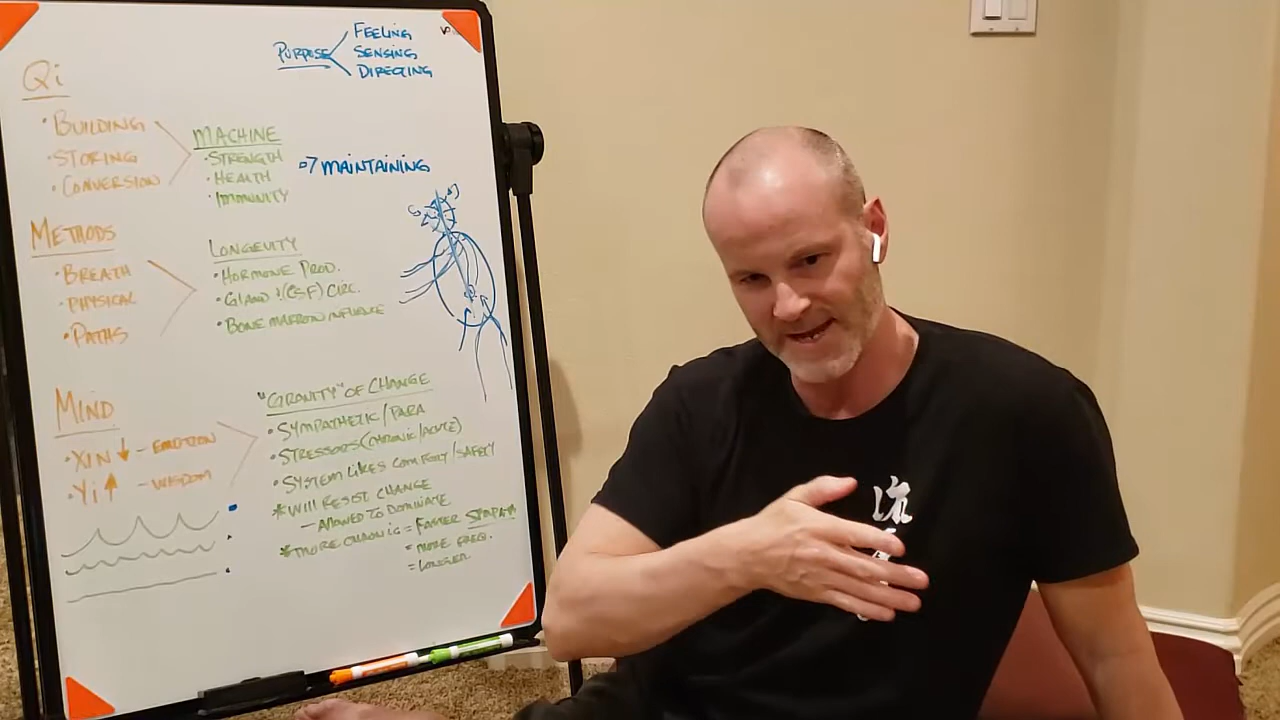 PURPOSE
FEELING
SENSING
DIRECTING
Qi
• BUILDING
• STORING
• CONVERSION
MACHINE
• STRENGTH
• HEALTH
• IMMUNITY
MAINTAINING
METHODS
• BREATH
• PHYSICAL
• PATHS
LONGEVITY
• HORMONE PROD.
• GLAND & (CSF) CIRC.
• BONE MARROW INFLUENCE
MIND
• XIN ↓ - EMOTION
• Yi ↑ - WISDOM
"GRAVITY" OF CHANGE
• SYMPATHETIC/PARA
• STRESSORS (CHRONIC/ACUTE)
• SYSTEM LIKES COMFORT/SAFETY
* WILL RESIST CHANGE
- ALLOWED TO DOMINATE
* MORE CHRONIC = FASTER SYMPATH
= MORE FREQ.
= LONGER
流